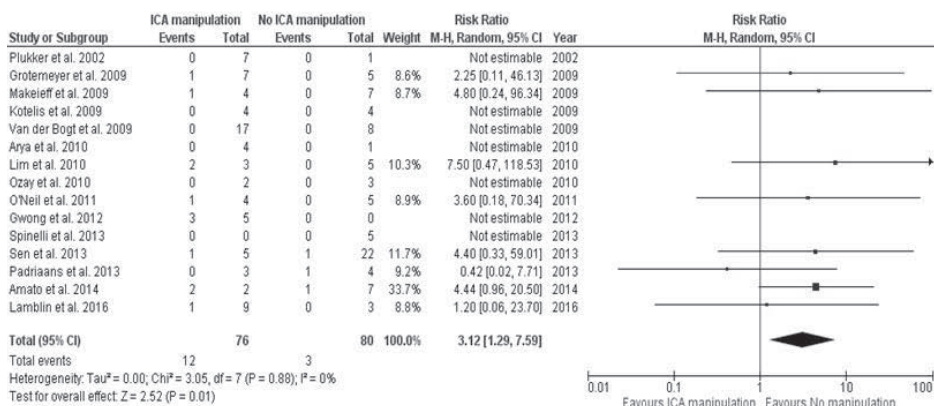 ICA manipulation No ICA manipulation Risk Ratio Risk Ratio
Study or Subgroup Events Total Events Total Weight M-H, Random, 95% CI Year M-H, Random, 95% CI
Plukker et al. 2002 0 7 0 1 Not estimable 2002
Grotemeyer et al. 2009 1 7 0 5 8.6% 2.25 [0.11, 46.13] 2009
Makeieff et al. 2009 1 4 0 7 8.7% 4.80 [0.24, 96.34] 2009
Kotelis et al. 2009 0 4 0 4 Not estimable 2009
Van der Bogt et al. 2009 0 17 0 8 Not estimable 2009
Arya et al. 2010 0 4 0 1 Not estimable 2010
Lim et al. 2010 2 3 0 5 10.3% 7.50 [0.47, 118.53] 2010
Ozay et al. 2010 0 2 0 3 Not estimable 2010
O'Neil et al. 2011 1 4 0 5 8.9% 3.60 [0.18, 70.34] 2011
Gwong et al. 2012 3 5 0 0 Not estimable 2012
Spinelli et al. 2013 0 0 0 5 Not estimable 2013
Sen et al. 2013 1 5 1 22 11.7% 4.40 [0.33, 59.01] 2013
Padriaans et al. 2013 0 3 1 4 9.2% 0.42 [0.02, 7.71] 2013
Amato et al. 2014 2 2 1 7 33.7% 4.44 [0.96, 20.50] 2014
Lamblin et al. 2016 1 9 0 3 8.8% 1.20 [0.06, 23.70] 2016
Total (95% CI) 76 80 100.0% 3.12 [1.29, 7.59]
Total events 12 3
Heterogeneity: Tau² = 0.00; Chi² = 3.05, df = 7 (P = 0.88); I² = 0%
Test for overall effect: Z = 2.52 (P = 0.01)
0.01 0.1 1 10 100
Favours ICA manipulation Favours No manipulation